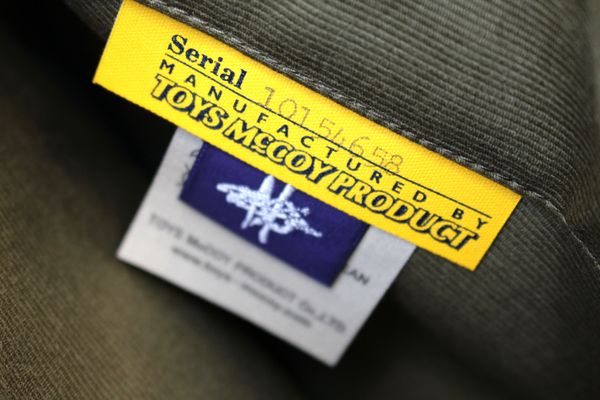 Serial 10154658
MANUFACTURED BY
TOYS McCOY PRODUCT
TOYS McCOY PRODUCT Co.,LTD